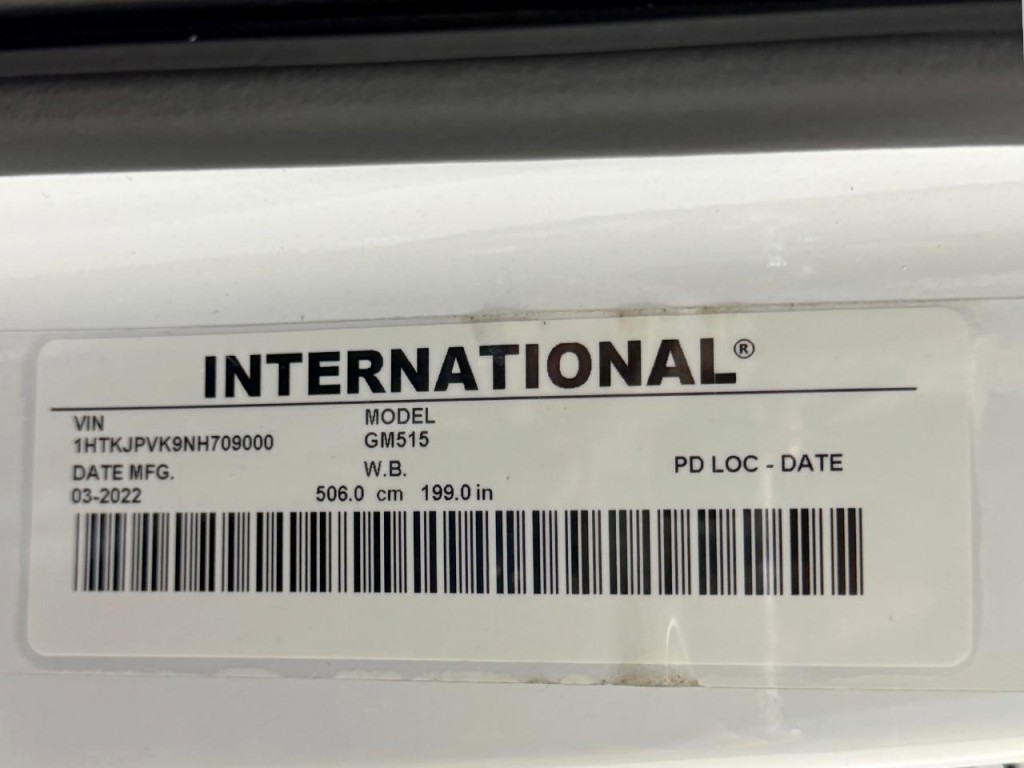 INTERNATIONAL®
VIN
1HTKJPVK9NH709000
MODEL
GM515
DATE MFG.
03-2022
W.B.
506.0 cm 199.0 in
PD LOC - DATE